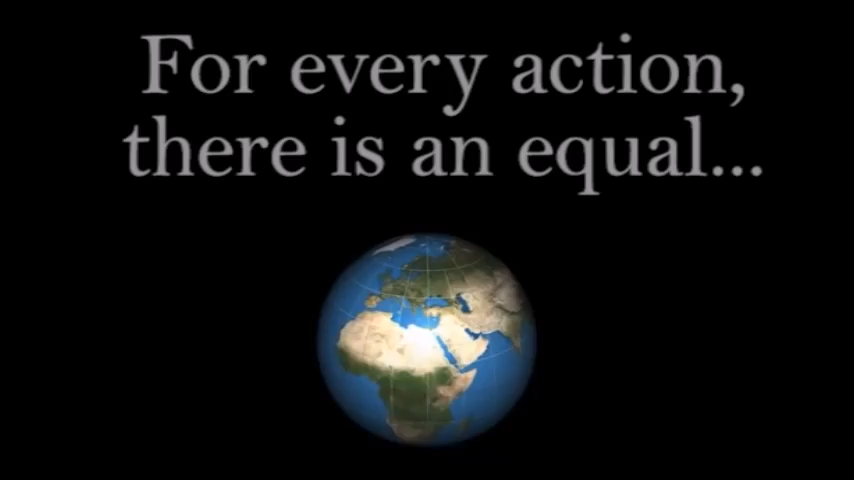 For every action,
there is an equal...